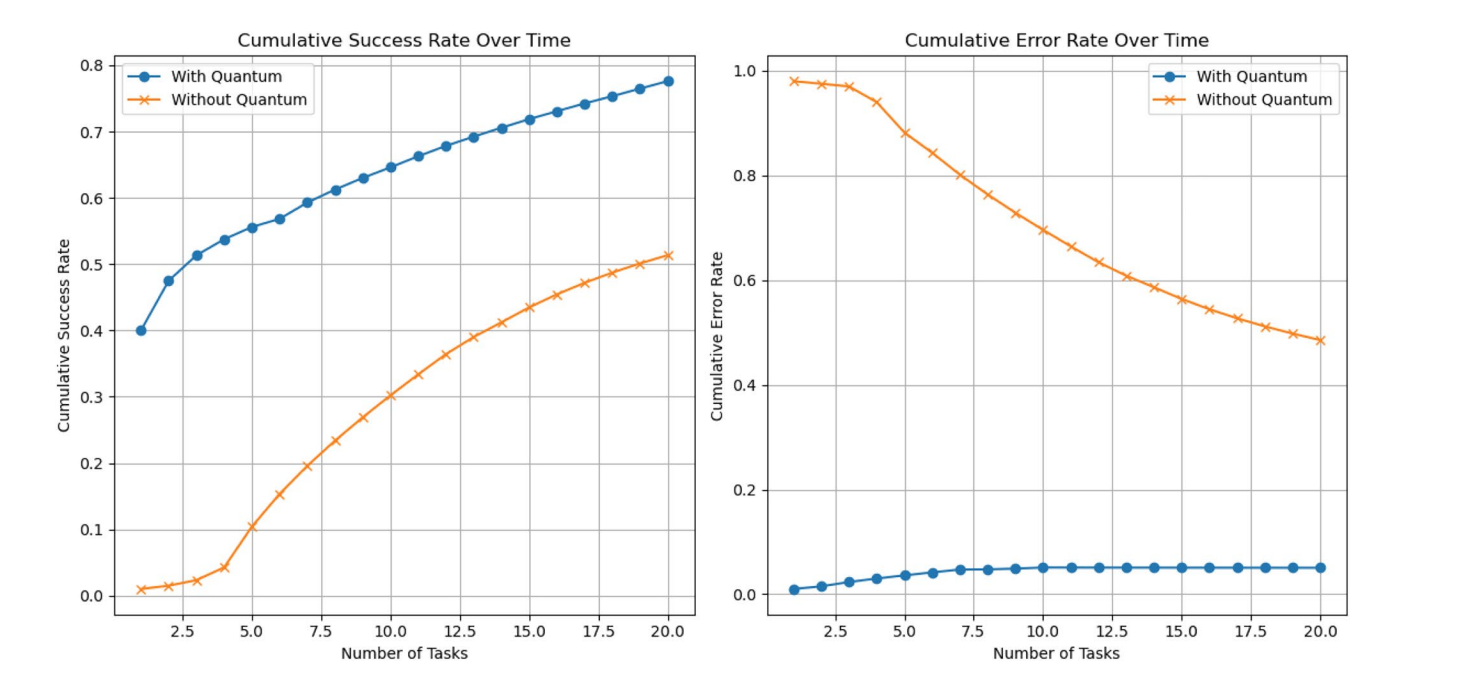 Cumulative Success Rate Over Time
With Quantum
Without Quantum
0.8
0.7
0.6
0.5
0.4
0.3
0.2
0.1
0.0
Cumulative Success Rate
2.5 5.0 7.5 10.0 12.5 15.0 17.5 20.0
Number of Tasks
Cumulative Error Rate Over Time
With Quantum
Without Quantum
1.0
0.8
0.6
0.4
0.2
0.0
Cumulative Error Rate
2.5 5.0 7.5 10.0 12.5 15.0 17.5 20.0
Number of Tasks